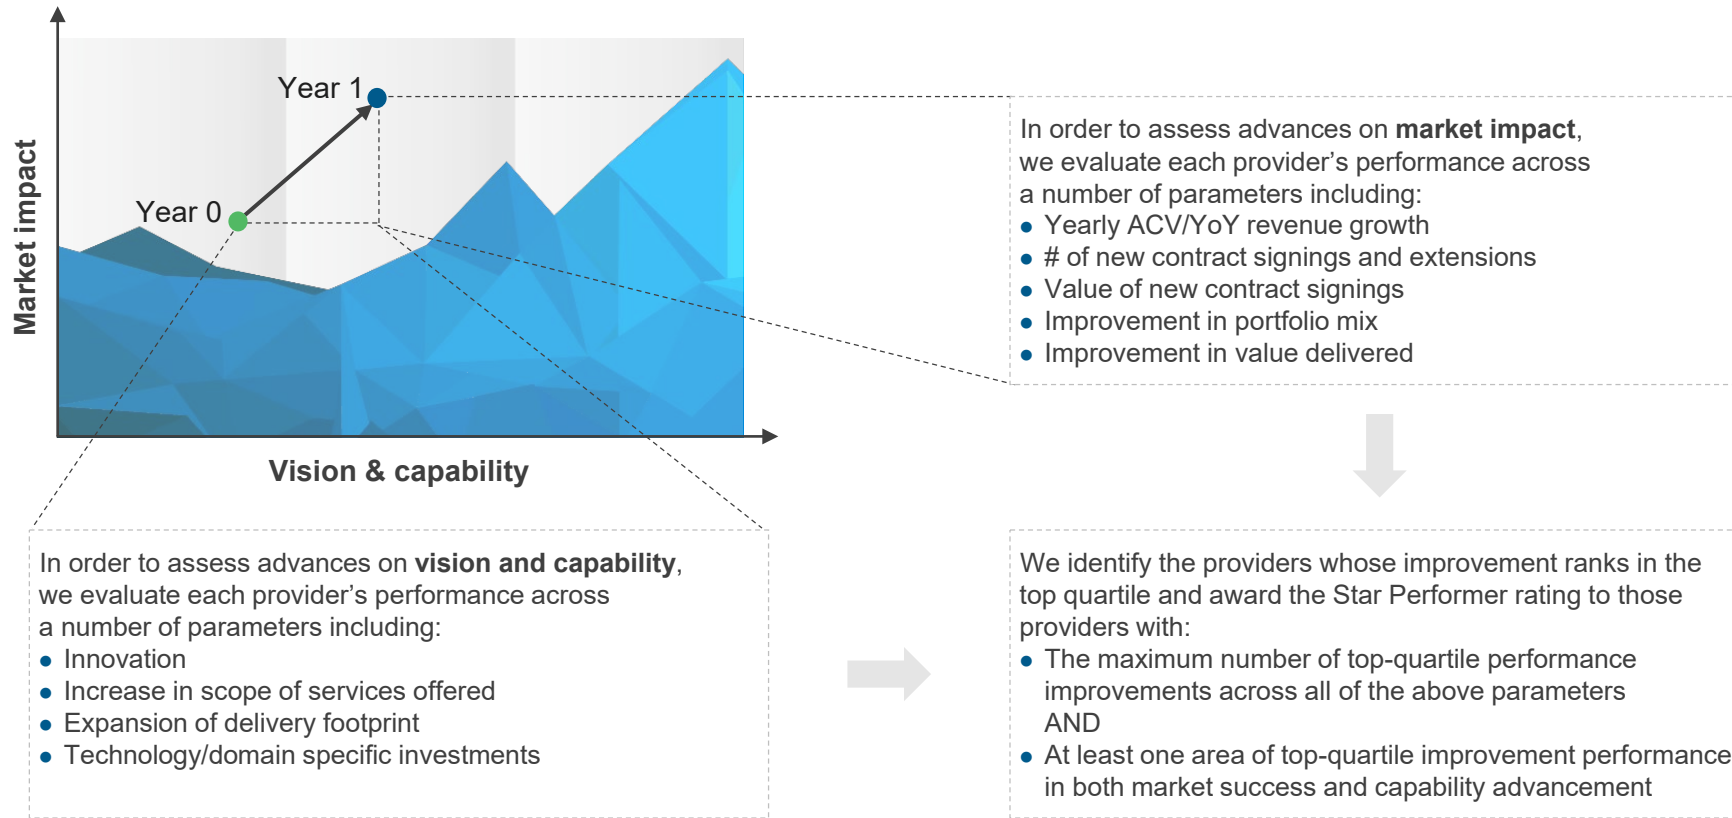 Year 1
Year 0
Market impact
Vision & capability
In order to assess advances on market impact,
we evaluate each provider’s performance across
a number of parameters including:
● Yearly ACV/YoY revenue growth
● # of new contract signings and extensions
● Value of new contract signings
● Improvement in portfolio mix
● Improvement in value delivered
In order to assess advances on vision and capability,
we evaluate each provider’s performance across
a number of parameters including:
● Innovation
● Increase in scope of services offered
● Expansion of delivery footprint
● Technology/domain specific investments
We identify the providers whose improvement ranks in the
top quartile and award the Star Performer rating to those
providers with:
● The maximum number of top-quartile performance
improvements across all of the above parameters
AND
● At least one area of top-quartile improvement performance
in both market success and capability advancement